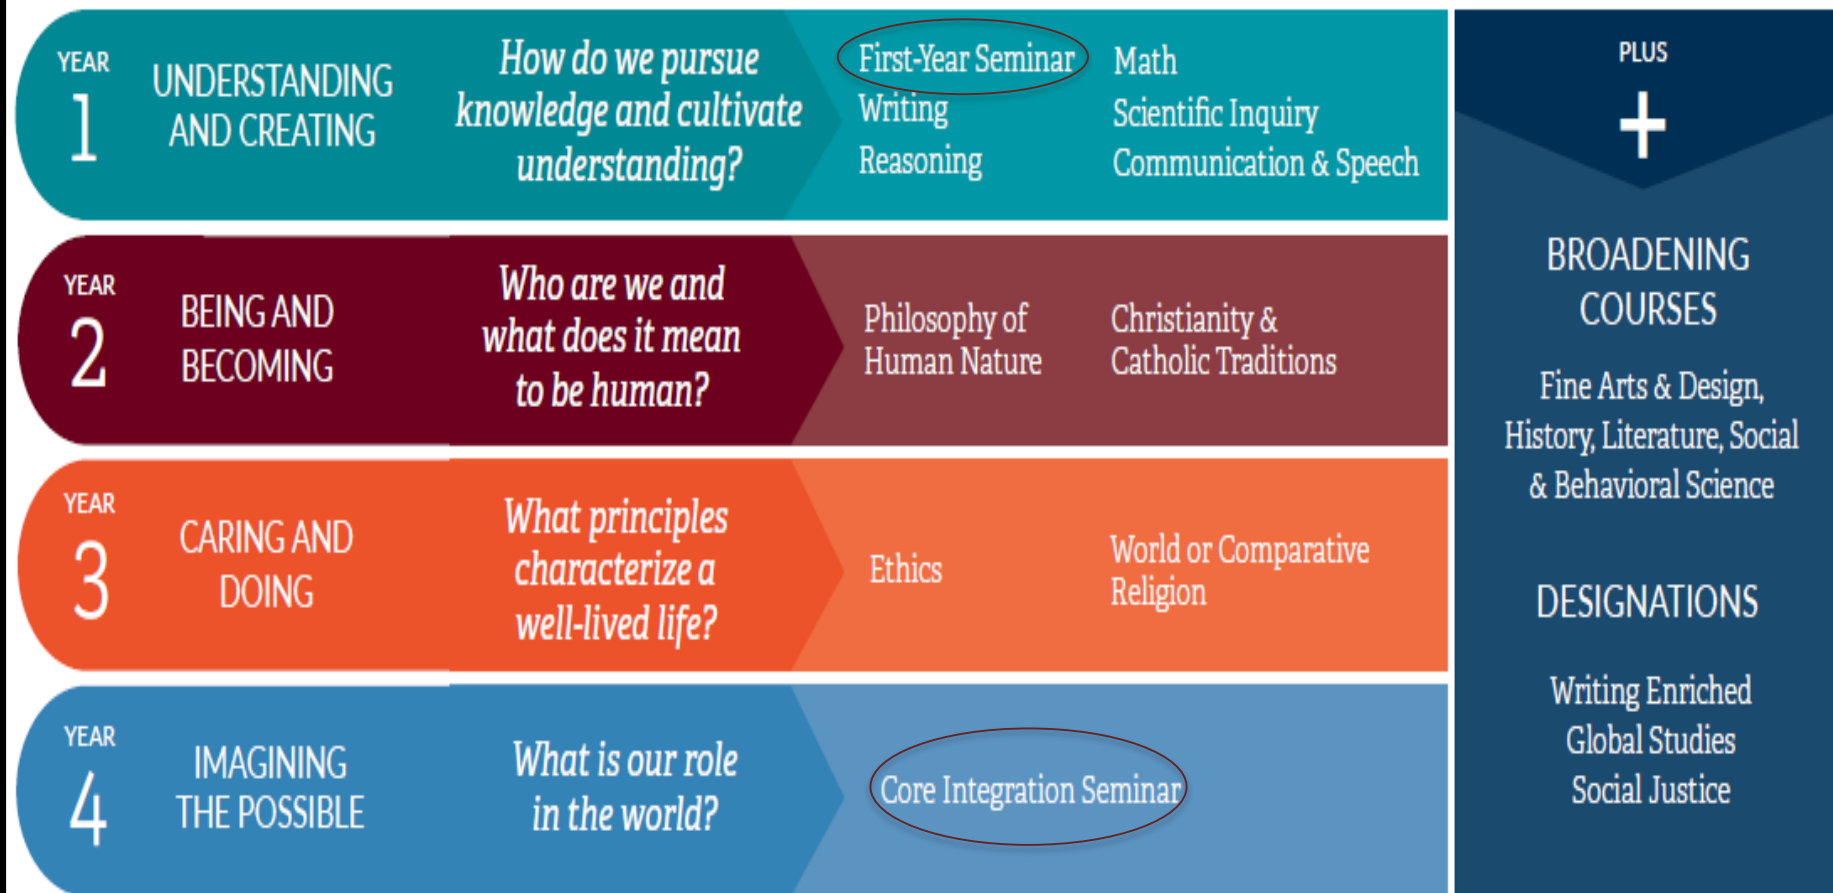 YEAR
1
UNDERSTANDING
AND CREATING
How do we pursue
knowledge and cultivate
understanding?
First-Year Seminar
Writing
Reasoning
Math
Scientific Inquiry
Communication & Speech
YEAR
2
BEING AND
BECOMING
Who are we and
what does it mean
to be human?
Philosophy of
Human Nature
Christianity &
Catholic Traditions
YEAR
3
CARING AND
DOING
What principles
characterize a
well-lived life?
Ethics
World or Comparative
Religion
YEAR
4
IMAGINING
THE POSSIBLE
What is our role
in the world?
Core Integration Seminar
PLUS
+
BROADENING
COURSES
Fine Arts & Design,
History, Literature, Social
& Behavioral Science
DESIGNATIONS
Writing Enriched
Global Studies
Social Justice